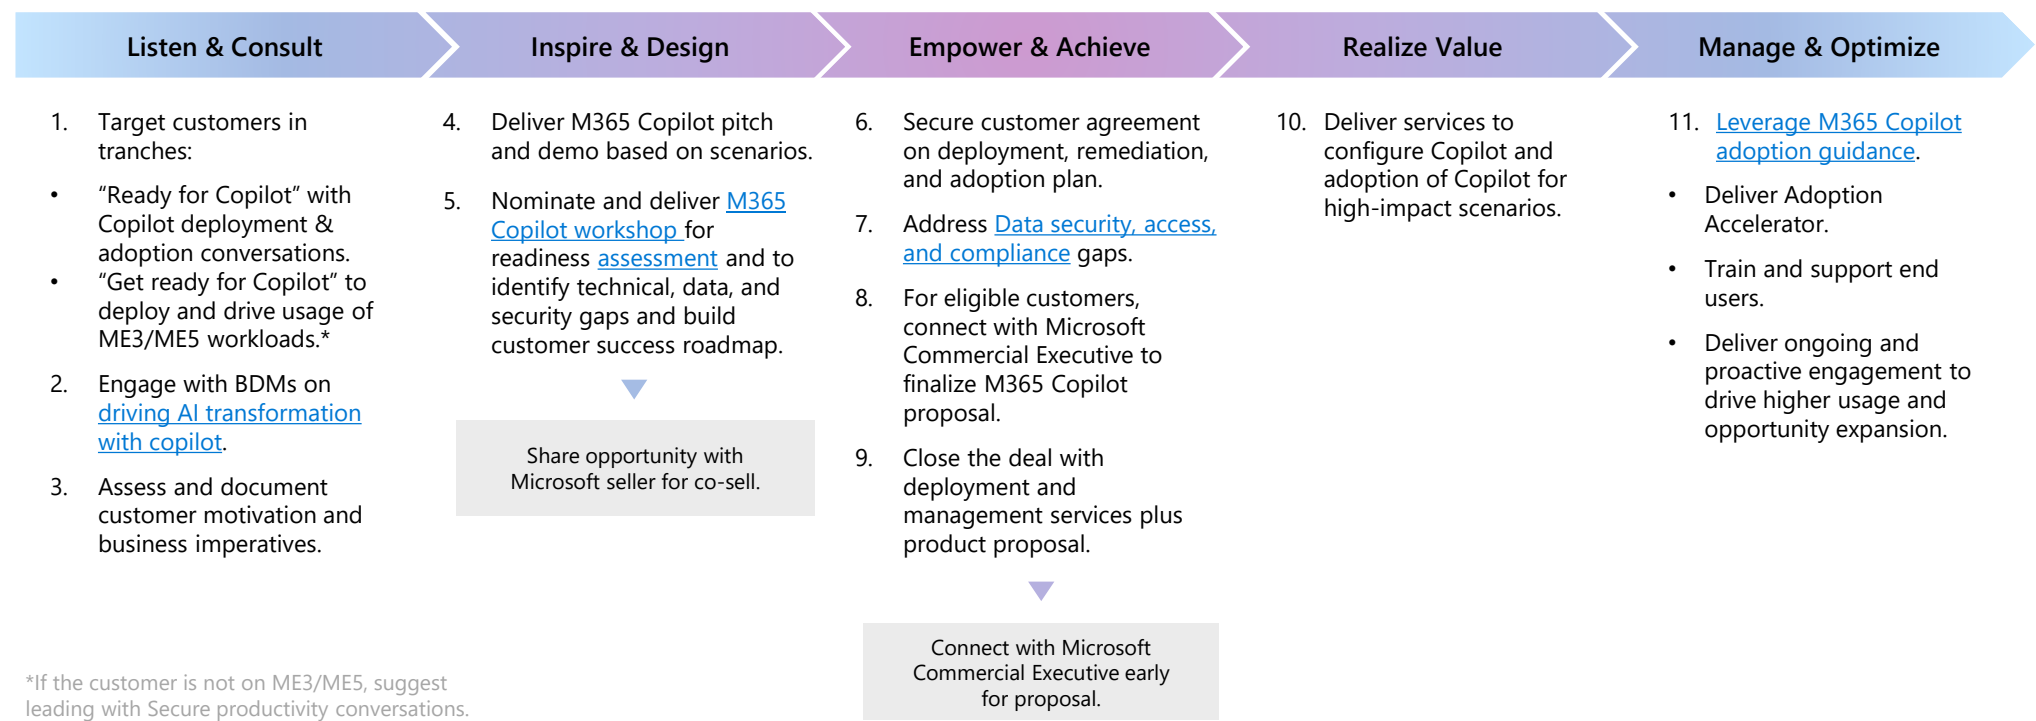 Listen & Consult
Inspire & Design
Empower & Achieve
Realize Value
Manage & Optimize
1. Target customers in
tranches:
• “Ready for Copilot” with
Copilot deployment &
adoption conversations.
• “Get ready for Copilot” to
deploy and drive usage of
ME3/ME5 workloads.*
2. Engage with BDMs on
driving AI transformation
with copilot.
3. Assess and document
customer motivation and
business imperatives.
*If the customer is not on ME3/ME5, suggest
leading with Secure productivity conversations.
4. Deliver M365 Copilot pitch
and demo based on scenarios.
5. Nominate and deliver M365
Copilot workshop for
readiness assessment and to
identify technical, data, and
security gaps and build
customer success roadmap.
Share opportunity with
Microsoft seller for co-sell.
6. Secure customer agreement
on deployment, remediation,
and adoption plan.
7. Address Data security, access,
and compliance gaps.
8. For eligible customers,
connect with Microsoft
Commercial Executive to
finalize M365 Copilot
proposal.
9. Close the deal with
deployment and
management services plus
product proposal.
Connect with Microsoft
Commercial Executive early
for proposal.
10. Deliver services to
configure Copilot and
adoption of Copilot for
high-impact scenarios.
11. Leverage M365 Copilot
adoption guidance.
• Deliver Adoption
Accelerator.
• Train and support end
users.
• Deliver ongoing and
proactive engagement to
drive higher usage and
opportunity expansion.